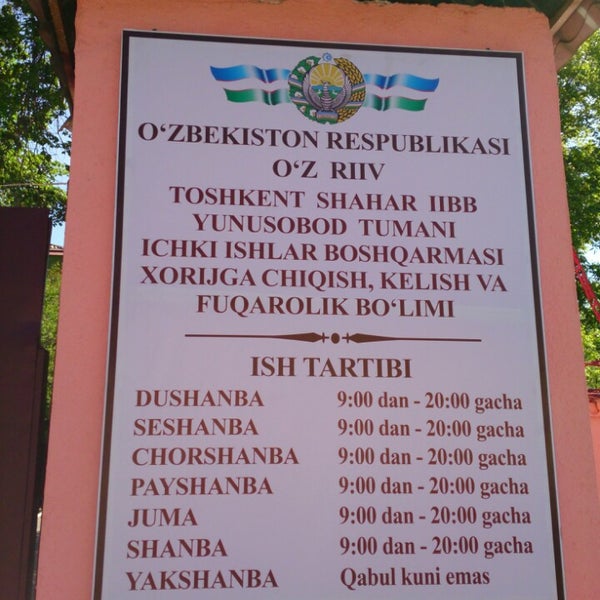 O‘ZBEKISTON RESPUBLIKASI
O‘Z RIIV
TOSHKENT SHAHAR IIBB
YUNUSOBOD TUMANI
ICHKI ISHLAR BOSHQARMASI
XORIJGA CHIQISH, KELISH VA
FUQAROLIK BO‘LIMI
ISH TARTIBI
DUSHANBA 9:00 dan - 20:00 gacha
SESHANBA 9:00 dan - 20:00 gacha
CHORSHANBA 9:00 dan - 20:00 gacha
PAYSHANBA 9:00 dan - 20:00 gacha
JUMA 9:00 dan - 20:00 gacha
SHANBA 9:00 dan - 20:00 gacha
YAKSHANBA Qabul kuni emas